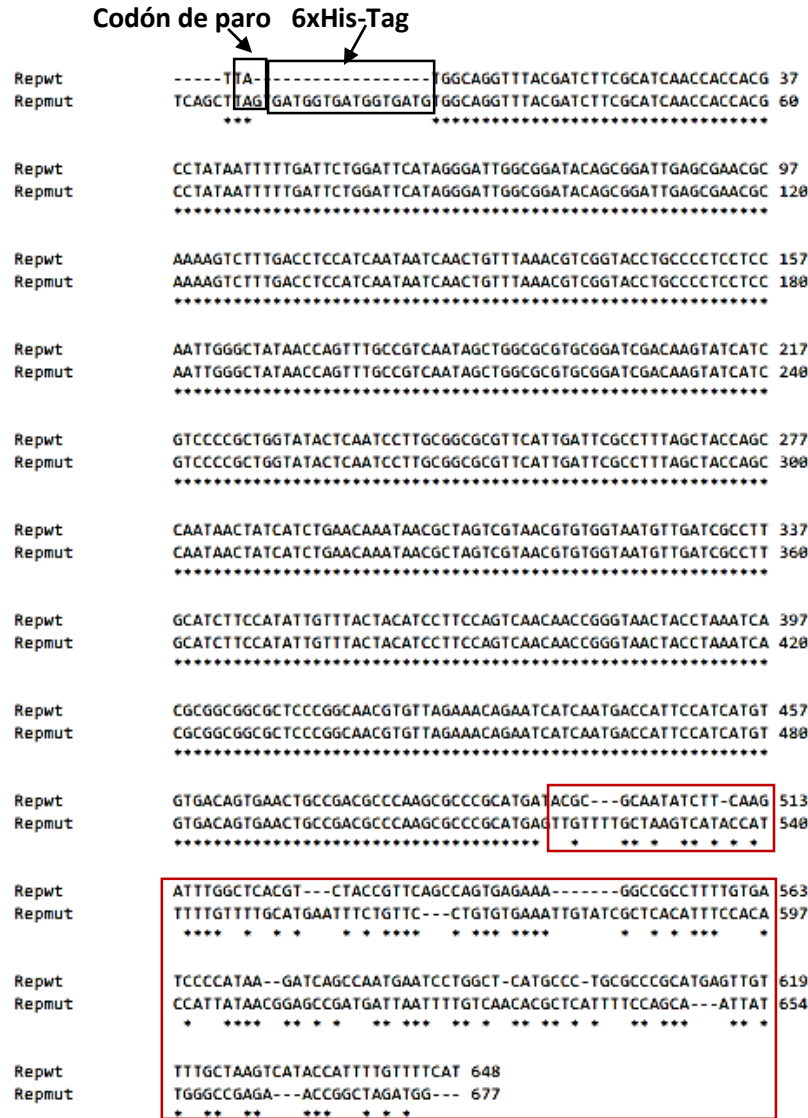 Codón de paro 6xHis-Tag
Repwt -----TTA------------------TGGCAGGTTTACGATCTTCGCATCAACCACCACG 37
Repmut TCAGCTTAGTGATGGTGATGGTGATGTGGCAGGTTTACGATCTTCGCATCAACCACCACG 60
*** **********************************
Repwt CCTATAATTTTTGATTCTGGATTCATAGGGATTGGCGGATACAGCGGATTGAGCGAACGC 97
Repmut CCTATAATTTTTGATTCTGGATTCATAGGGATTGGCGGATACAGCGGATTGAGCGAACGC 120
************************************************************
Repwt AAAAGTCTTTGACCTCCATCAATAATCAACTGTTTAAACGTCGGTACCTGCCCCTCCTCC 157
Repmut AAAAGTCTTTGACCTCCATCAATAATCAACTGTTTAAACGTCGGTACCTGCCCCTCCTCC 180
************************************************************
Repwt AATTGGGCTATAACCAGTTTGCCGTCAATAGCTGGCGCGTGCGGATCGACAAGTATCATC 217
Repmut AATTGGGCTATAACCAGTTTGCCGTCAATAGCTGGCGCGTGCGGATCGACAAGTATCATC 240
************************************************************
Repwt GTCCCCGCTGGTATACTCAATCCTTGCGGCGCGTTCATTGATTCGCCTTTAGCTACCAGC 277
Repmut GTCCCCGCTGGTATACTCAATCCTTGCGGCGCGTTCATTGATTCGCCTTTAGCTACCAGC 300
************************************************************
Repwt CAATAACTATCATCTGAACAAATAACGCTAGTCGTAACGTGTGGTAATGTTGATCGCCTT 337
Repmut CAATAACTATCATCTGAACAAATAACGCTAGTCGTAACGTGTGGTAATGTTGATCGCCTT 360
************************************************************
Repwt GCATCTTCCATATTGTTTACTACATCCTTCCAGTCAACAACCGGGTAACTACCTAAATCA 397
Repmut GCATCTTCCATATTGTTTACTACATCCTTCCAGTCAACAACCGGGTAACTACCTAAATCA 420
************************************************************
Repwt CGCGGCGGCGCTCCCGGCAACGTGTTAGAAACAGAATCATCAATGACCATTCCATCATGT 457
Repmut CGCGGCGGCGCTCCCGGCAACGTGTTAGAAACAGAATCATCAATGACCATTCCATCATGT 480
************************************************************
Repwt GTGACAGTGAACTGCCGACGCCCAAGCGCCCGCATGATACGC---GCAATATCTT-CAAG 513
Repmut GTGACAGTGAACTGCCGACGCCCAAGCGCCCGCATGAGTTGTTTTGCTAAGTCATACCAT 540
************************************* * ** * ** * * *
Repwt ATTTGGCTCACGT---CTACCGTTCAGCCAGTGAGAAA-------GGCCGCCTTTTGTGA 563
Repmut TTTTGTTTTGCATGAATTTCTGTTC---CTGTGTGAAATTGTATCGCTCACATTTCCACA 597
**** * * * * * **** * *** **** * * * *** *
Repwt TCCCCATAA--GATCAGCCAATGAATCCTGGCT-CATGCCC-TGCGCCCGCATGAGTTGT 619
Repmut CCATTATAACGGAGCCGATGATTAATTTTGTCAACACGCTCATTTTCCAGCA---ATTAT 654
* **** ** * * ** *** ** * ** ** * * ** *** ** *
Repwt TTTGCTAAGTCATACCATTTTGTTTTCAT 648
Repmut TGGGCCGAGA---ACCGGCTAGATGG--- 677
* ** ** *** * * *